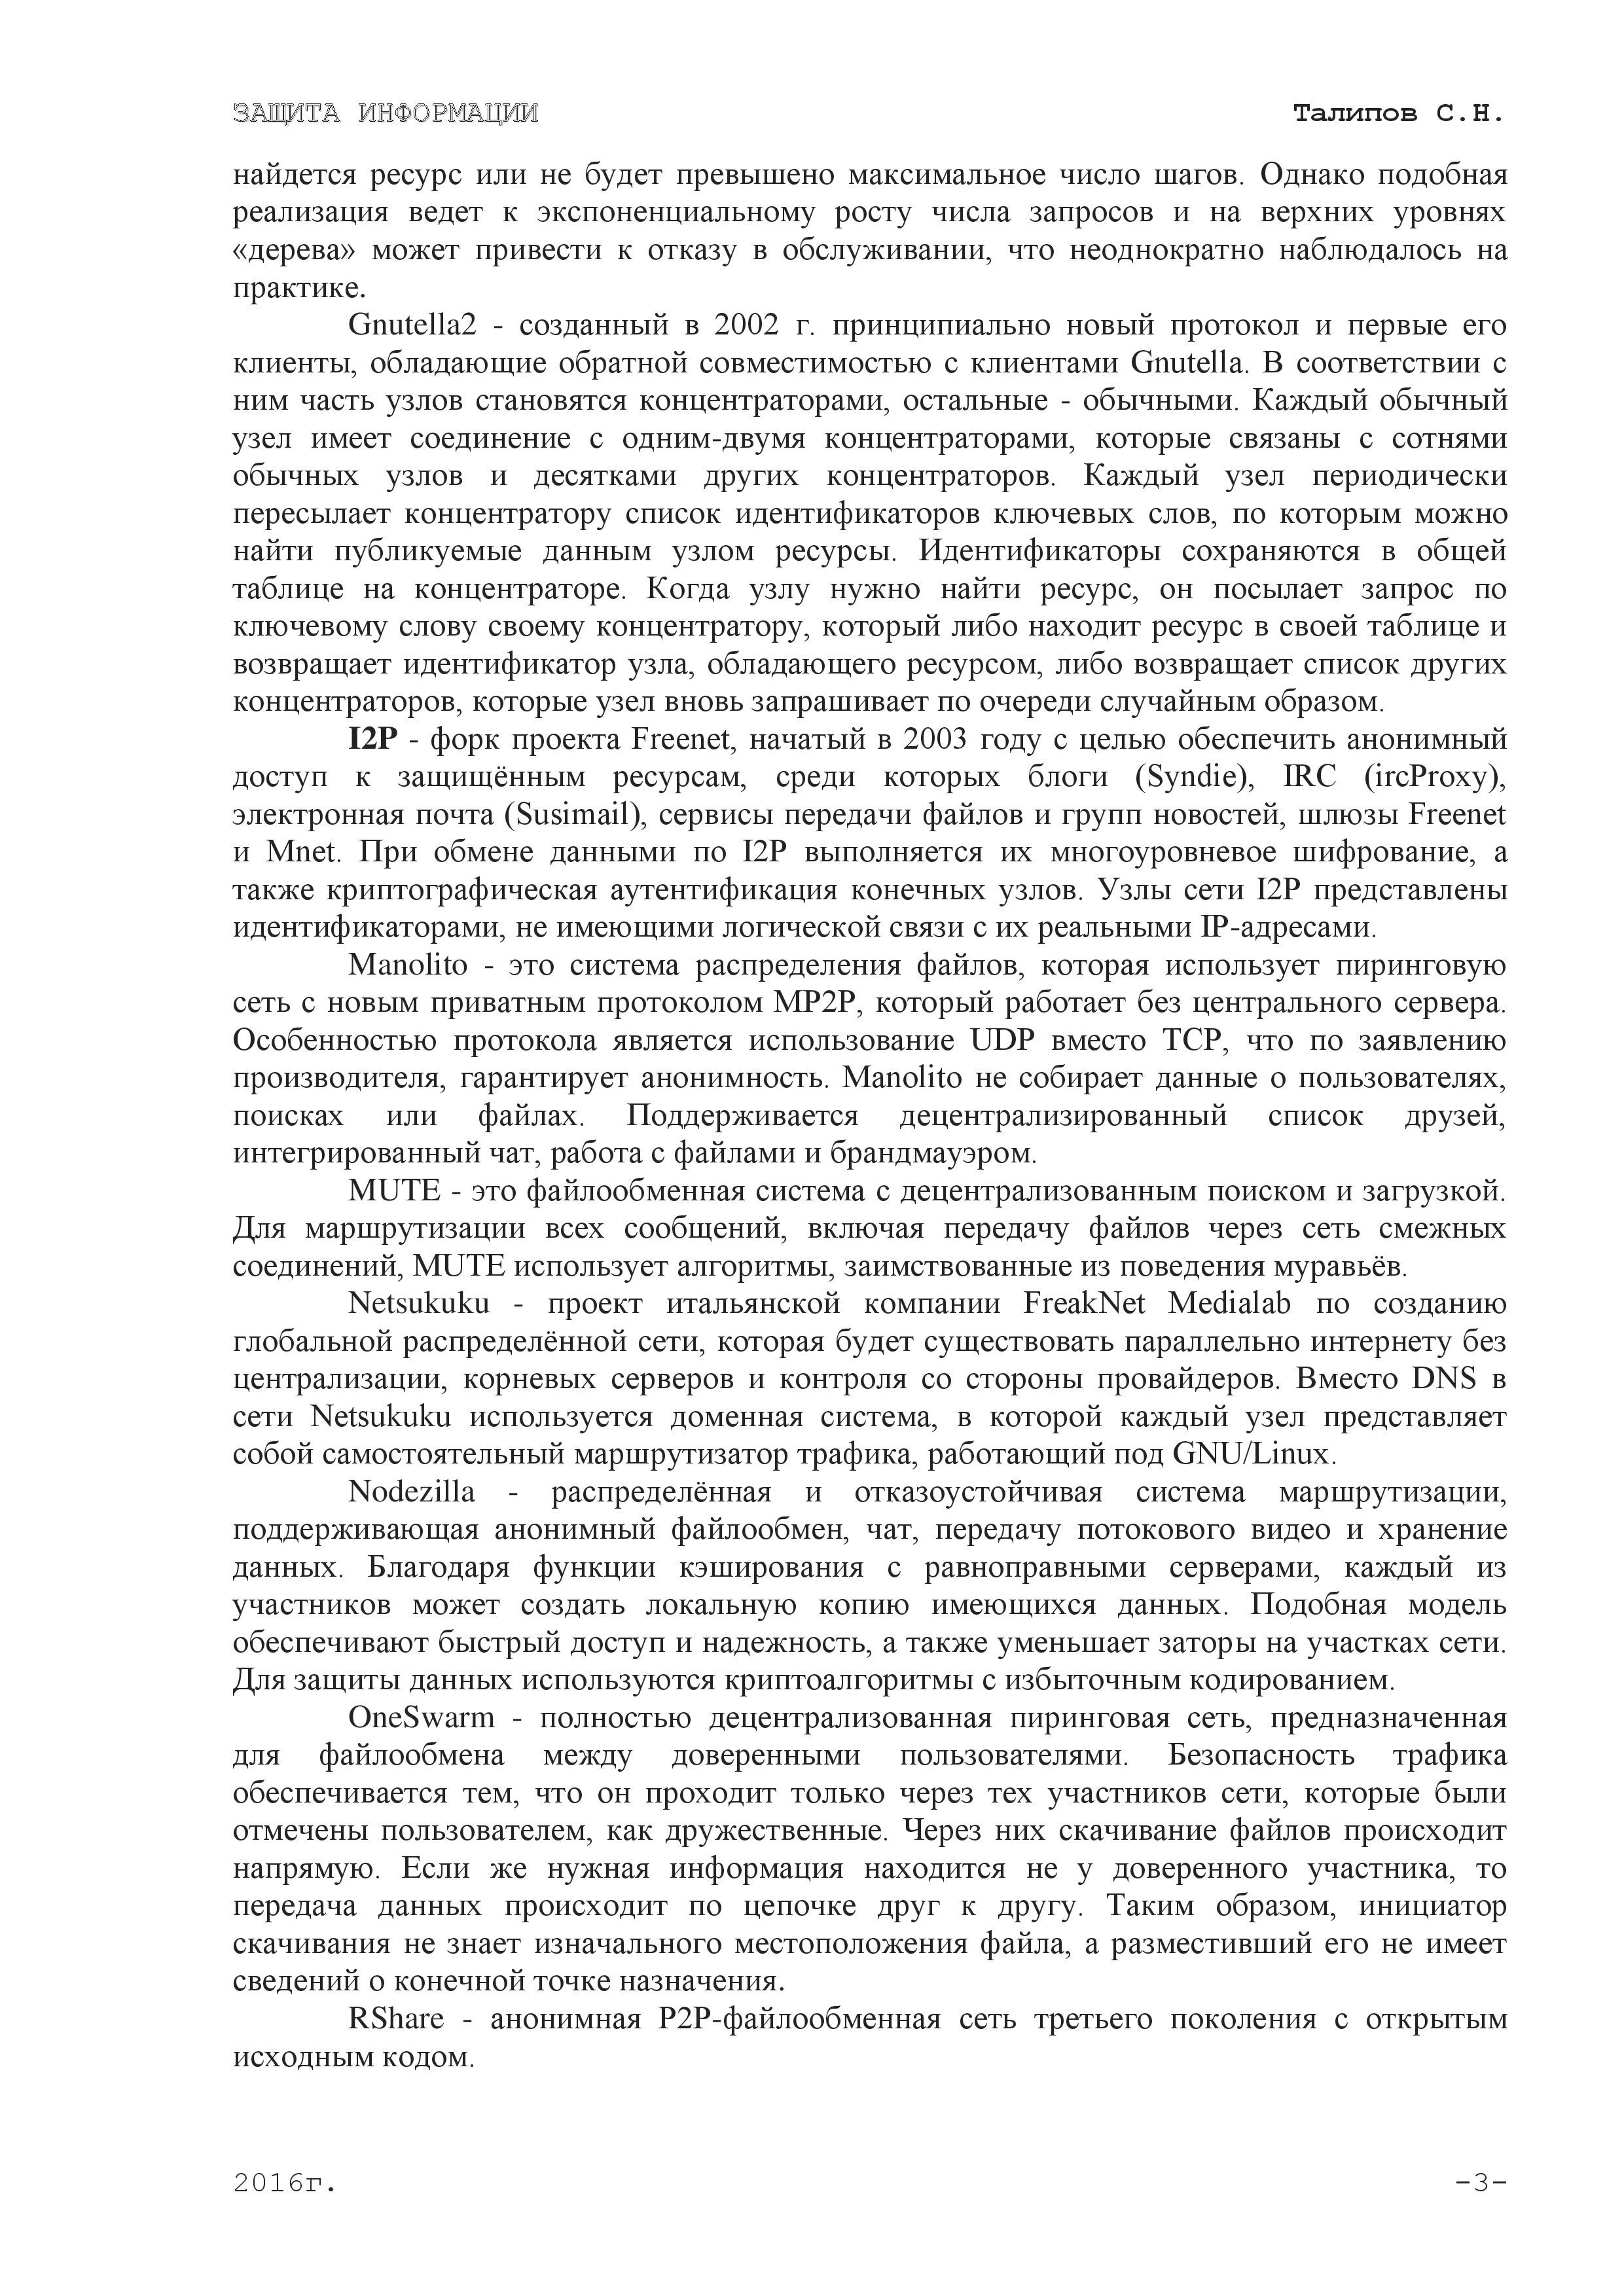 ЗАЩИТА ИНФОРМАЦИИ Талипов С.Н.
найдется ресурс или не будет превышено максимальное число шагов. Однако подобная
реализация ведет к экспоненциальному росту числа запросов и на верхних уровнях
«дерева» может привести к отказу в обслуживании, что неоднократно наблюдалось на
практике.
Gnutella2 - созданный в 2002 г. принципиально новый протокол и первые его
клиенты, обладающие обратной совместимостью с клиентами Gnutella. В соответствии с
ним часть узлов становятся концентраторами, остальные - обычными. Каждый обычный
узел имеет соединение с одним-двумя концентраторами, которые связаны с сотнями
обычных узлов и десятками других концентраторов. Каждый узел периодически
пересылает концентратору список идентификаторов ключевых слов, по которым можно
найти публикуемые данным узлом ресурсы. Идентификаторы сохраняются в общей
таблице на концентраторе. Когда узлу нужно найти ресурс, он посылает запрос по
ключевому слову своему концентратору, который либо находит ресурс в своей таблице и
возвращает идентификатор узла, обладающего ресурсом, либо возвращает список других
концентраторов, которые узел вновь запрашивает по очереди случайным образом.
I2P - форк проекта Freenet, начатый в 2003 году с целью обеспечить анонимный
доступ к защищённым ресурсам, среди которых блоги (Syndie), IRC (ircProxy),
электронная почта (Susimail), сервисы передачи файлов и групп новостей, шлюзы Freenet
и Mnet. При обмене данными по I2P выполняется их многоуровневое шифрование, а
также криптографическая аутентификация конечных узлов. Узлы сети I2P представлены
идентификаторами, не имеющими логической связи с их реальными IP-адресами.
Manolito - это система распределения файлов, которая использует пиринговую
сеть с новым приватным протоколом MP2P, который работает без центрального сервера.
Особенностью протокола является использование UDP вместо TCP, что по заявлению
производителя, гарантирует анонимность. Manolito не собирает данные о пользователях,
поисках или файлах. Поддерживается децентрализированный список друзей,
интегрированный чат, работа с файлами и брандмауэром.
MUTE - это файлообменная система с децентрализованным поиском и загрузкой.
Для маршрутизации всех сообщений, включая передачу файлов через сеть смежных
соединений, MUTE использует алгоритмы, заимствованные из поведения муравьёв.
Netsukuku - проект итальянской компании FreakNet Medialab по созданию
глобальной распределённой сети, которая будет существовать параллельно интернету без
централизации, корневых серверов и контроля со стороны провайдеров. Вместо DNS в
сети Netsukuku используется доменная система, в которой каждый узел представляет
собой самостоятельный маршрутизатор трафика, работающий под GNU/Linux.
Nodezilla - распределённая и отказоустойчивая система маршрутизации,
поддерживающая анонимный файлообмен, чат, передачу потокового видео и хранение
данных. Благодаря функции кэширования с равноправными серверами, каждый из
участников может создать локальную копию имеющихся данных. Подобная модель
обеспечивают быстрый доступ и надежность, а также уменьшает заторы на участках сети.
Для защиты данных используются криптоалгоритмы с избыточным кодированием.
OneSwarm - полностью децентрализованная пиринговая сеть, предназначенная
для файлообмена между доверенными пользователями. Безопасность трафика
обеспечивается тем, что он проходит только через тех участников сети, которые были
отмечены пользователем, как дружественные. Через них скачивание файлов происходит
напрямую. Если же нужная информация находится не у доверенного участника, то
передача данных происходит по цепочке друг к другу. Таким образом, инициатор
скачивания не знает изначального местоположения файла, а разместивший его не имеет
сведений о конечной точке назначения.
RShare - анонимная P2P-файлообменная сеть третьего поколения с открытым
исходным кодом.
2016г. -3-